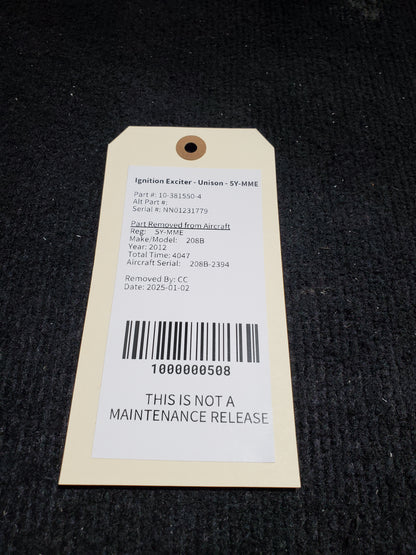 Ignition Exciter - Unison - 5Y-MME
Part #: 10-381550-4
Alt Part #:
Serial #: NN01231779
Part Removed from Aircraft
Reg: 5Y-MME
Make/Model: 208B
Year: 2012
Total Time: 4047
Aircraft Serial: 208B-2394
Removed By: CC
Date: 2025-01-02
1000000508
THIS IS NOT A
MAINTENANCE RELEASE